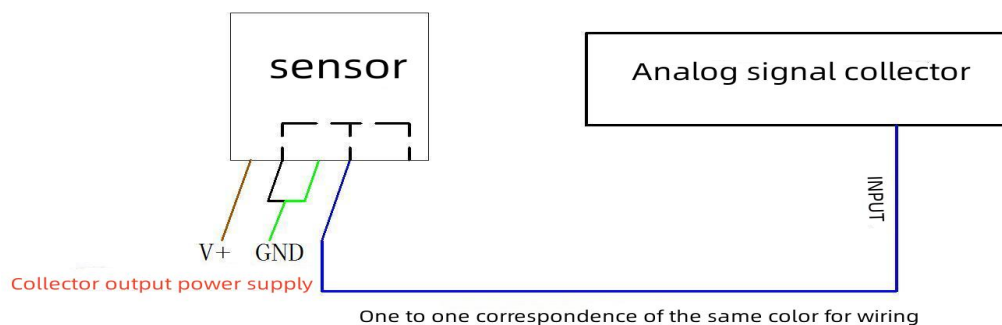 sensor
Analog signal collector
INPUT
V+
GND
Collector output power supply
One to one correspondence of the same color for wiring